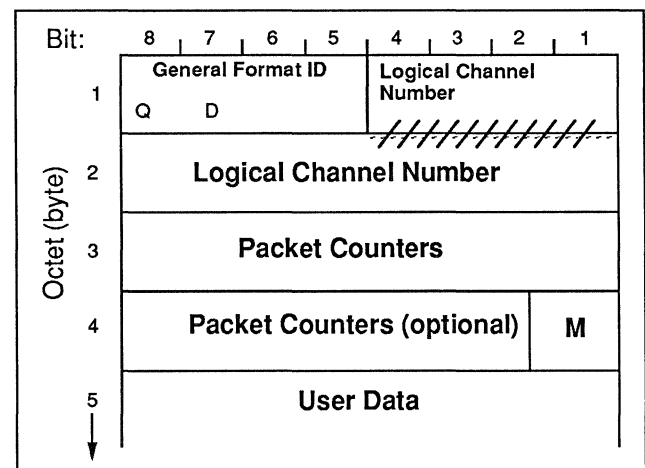 Bit: 8 7 6 5 4 3 2 1
General Format ID
Logical Channel
Number
1
Q D
2 Logical Channel Number
Octet (byte)
3 Packet Counters
4 Packet Counters (optional) M
5 User Data